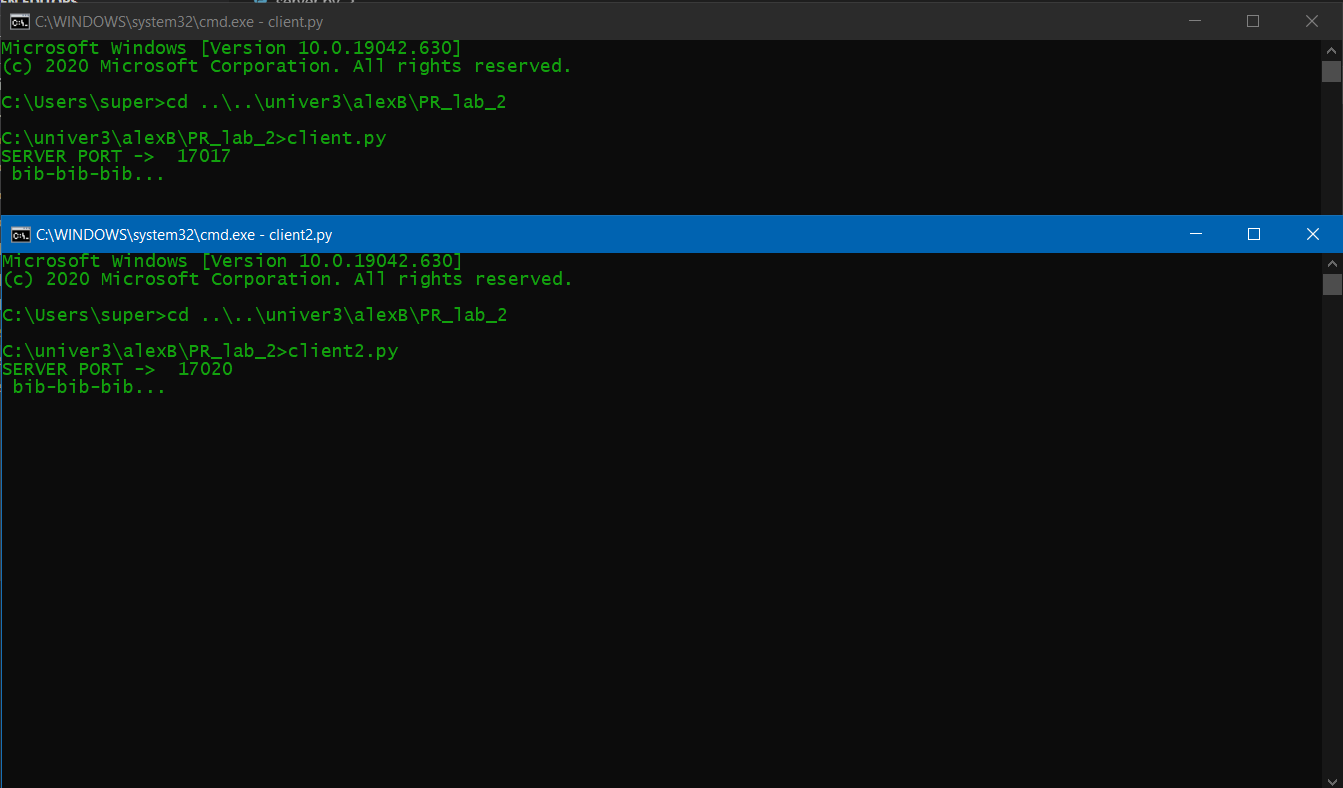 server.py 2
C:\WINDOWS\system32\cmd.exe - client.py
Microsoft Windows [Version 10.0.19042.630]
(c) 2020 Microsoft Corporation. All rights reserved.
C:\Users\super>cd ..\..\univer3\alexB\PR_lab_2
C:\univer3\alexB\PR_lab_2>client.py
SERVER PORT ->  17017
bib-bib-bib...
C:\WINDOWS\system32\cmd.exe - client2.py
Microsoft Windows [Version 10.0.19042.630]
(c) 2020 Microsoft Corporation. All rights reserved.
C:\Users\super>cd ..\..\univer3\alexB\PR_lab_2
C:\univer3\alexB\PR_lab_2>client2.py
SERVER PORT ->  17020
bib-bib-bib...